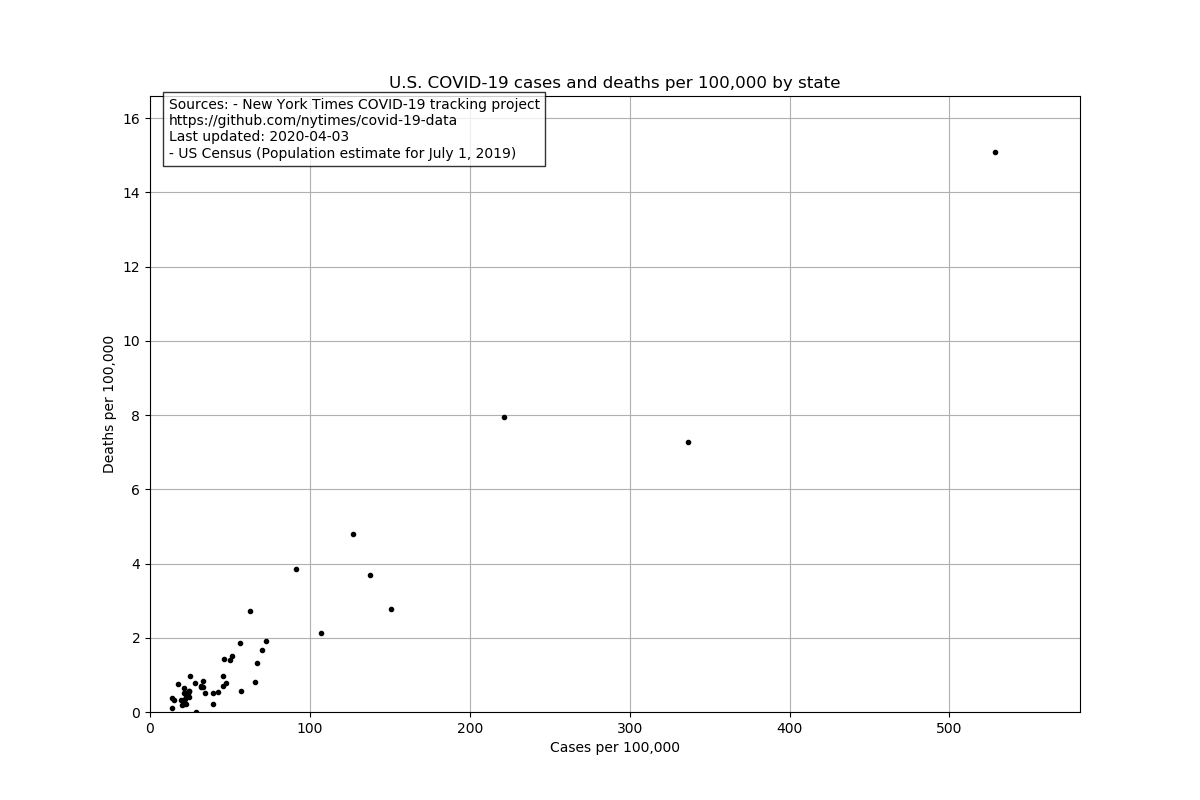 U.S. COVID-19 cases and deaths per 100,000 by state
Sources: - New York Times COVID-19 tracking project
https://github.com/nytimes/covid-19-data
Last updated: 2020-04-03
- US Census (Population estimate for July 1, 2019)
16
14
12
10
8
6
4
2
0
Deaths per 100,000
0 100 200 300 400 500
Cases per 100,000